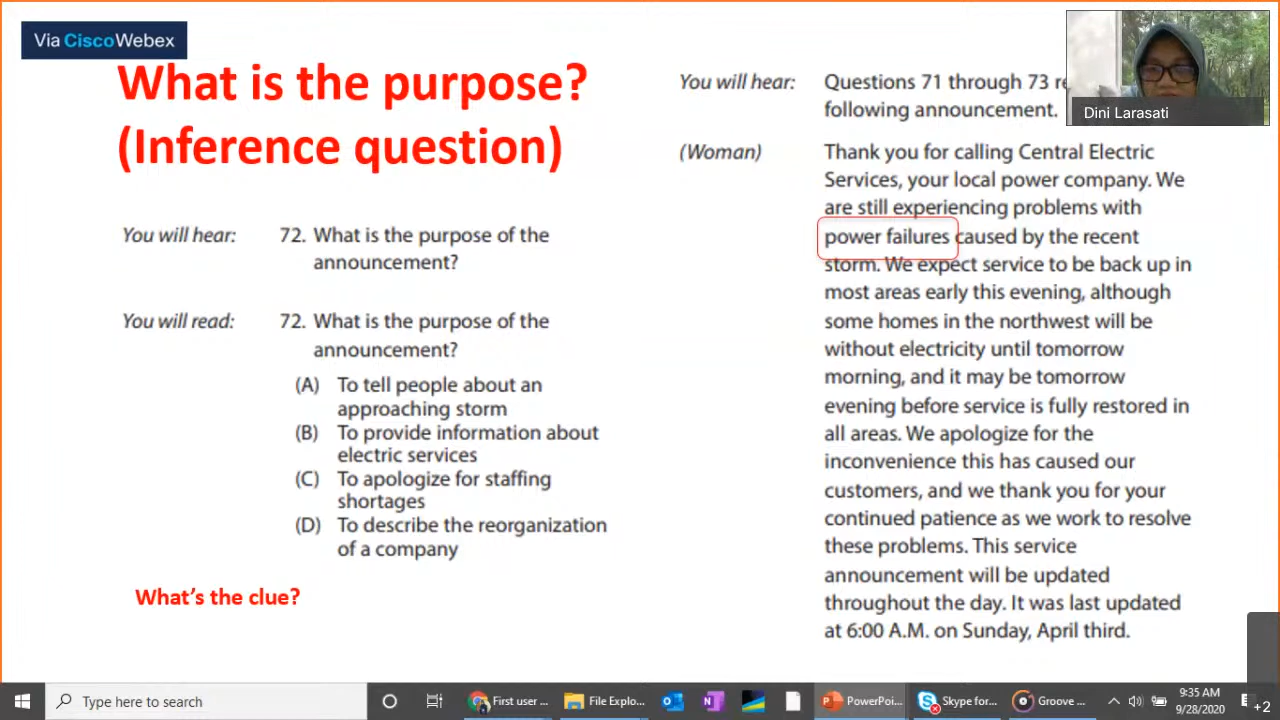 Via Cisco Webex
What is the purpose?
(Inference question)
You will hear: 72. What is the purpose of the
announcement?
You will read: 72. What is the purpose of the
announcement?
(A) To tell people about an
approaching storm
(B) To provide information about
electric services
(C) To apologize for staffing
shortages
(D) To describe the reorganization
of a company
What's the clue?
You will hear: Questions 71 through 73 re
following announcement.
(Woman) Thank you for calling Central Electric
Services, your local power company. We
are still experiencing problems with
power failures caused by the recent
storm. We expect service to be back up in
most areas early this evening, although
some homes in the northwest will be
without electricity until tomorrow
morning, and it may be tomorrow
evening before service is fully restored in
all areas. We apologize for the
inconvenience this has caused our
customers, and we thank you for your
continued patience as we work to resolve
these problems. This service
announcement will be updated
throughout the day. It was last updated
at 6:00 A.M. on Sunday, April third.
Dini Larasati
Type here to search
First user ...
File Explo...
PowerPoi...
Skype for...
Groove ...
9:35 AM
9/28/2020
+2